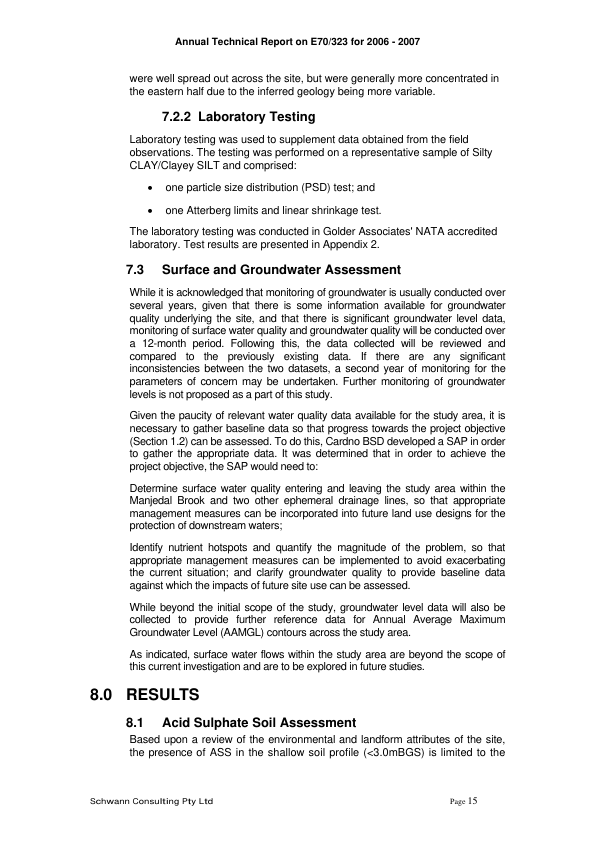 Annual Technical Report on E70/323 for 2006 - 2007
were well spread out across the site, but were generally more concentrated in
the eastern half due to the inferred geology being more variable.
7.2.2 Laboratory Testing
Laboratory testing was used to supplement data obtained from the field
observations. The testing was performed on a representative sample of Silty
CLAY/Clayey SILT and comprised:
• one particle size distribution (PSD) test; and
• one Atterberg limits and linear shrinkage test.
The laboratory testing was conducted in Golder Associates' NATA accredited
laboratory. Test results are presented in Appendix 2.
7.3 Surface and Groundwater Assessment
While it is acknowledged that monitoring of groundwater is usually conducted over
several years, given that there is some information available for groundwater
quality underlying the site, and that there is significant groundwater level data,
monitoring of surface water quality and groundwater quality will be conducted over
a 12-month period. Following this, the data collected will be reviewed and
compared to the previously existing data. If there are any significant
inconsistencies between the two datasets, a second year of monitoring for the
parameters of concern may be undertaken. Further monitoring of groundwater
levels is not proposed as a part of this study.
Given the paucity of relevant water quality data available for the study area, it is
necessary to gather baseline data so that progress towards the project objective
(Section 1.2) can be assessed. To do this, Cardno BSD developed a SAP in order
to gather the appropriate data. It was determined that in order to achieve the
project objective, the SAP would need to:
Determine surface water quality entering and leaving the study area within the
Manjedal Brook and two other ephemeral drainage lines, so that appropriate
management measures can be incorporated into future land use designs for the
protection of downstream waters;
Identify nutrient hotspots and quantify the magnitude of the problem, so that
appropriate management measures can be implemented to avoid exacerbating
the current situation; and clarify groundwater quality to provide baseline data
against which the impacts of future site use can be assessed.
While beyond the initial scope of the study, groundwater level data will also be
collected to provide further reference data for Annual Average Maximum
Groundwater Level (AAMGL) contours across the study area.
As indicated, surface water flows within the study area are beyond the scope of
this current investigation and are to be explored in future studies.
8.0 RESULTS
8.1 Acid Sulphate Soil Assessment
Based upon a review of the environmental and landform attributes of the site,
the presence of ASS in the shallow soil profile (<3.0mBGS) is limited to the
Schwann Consulting Pty Ltd Page 15